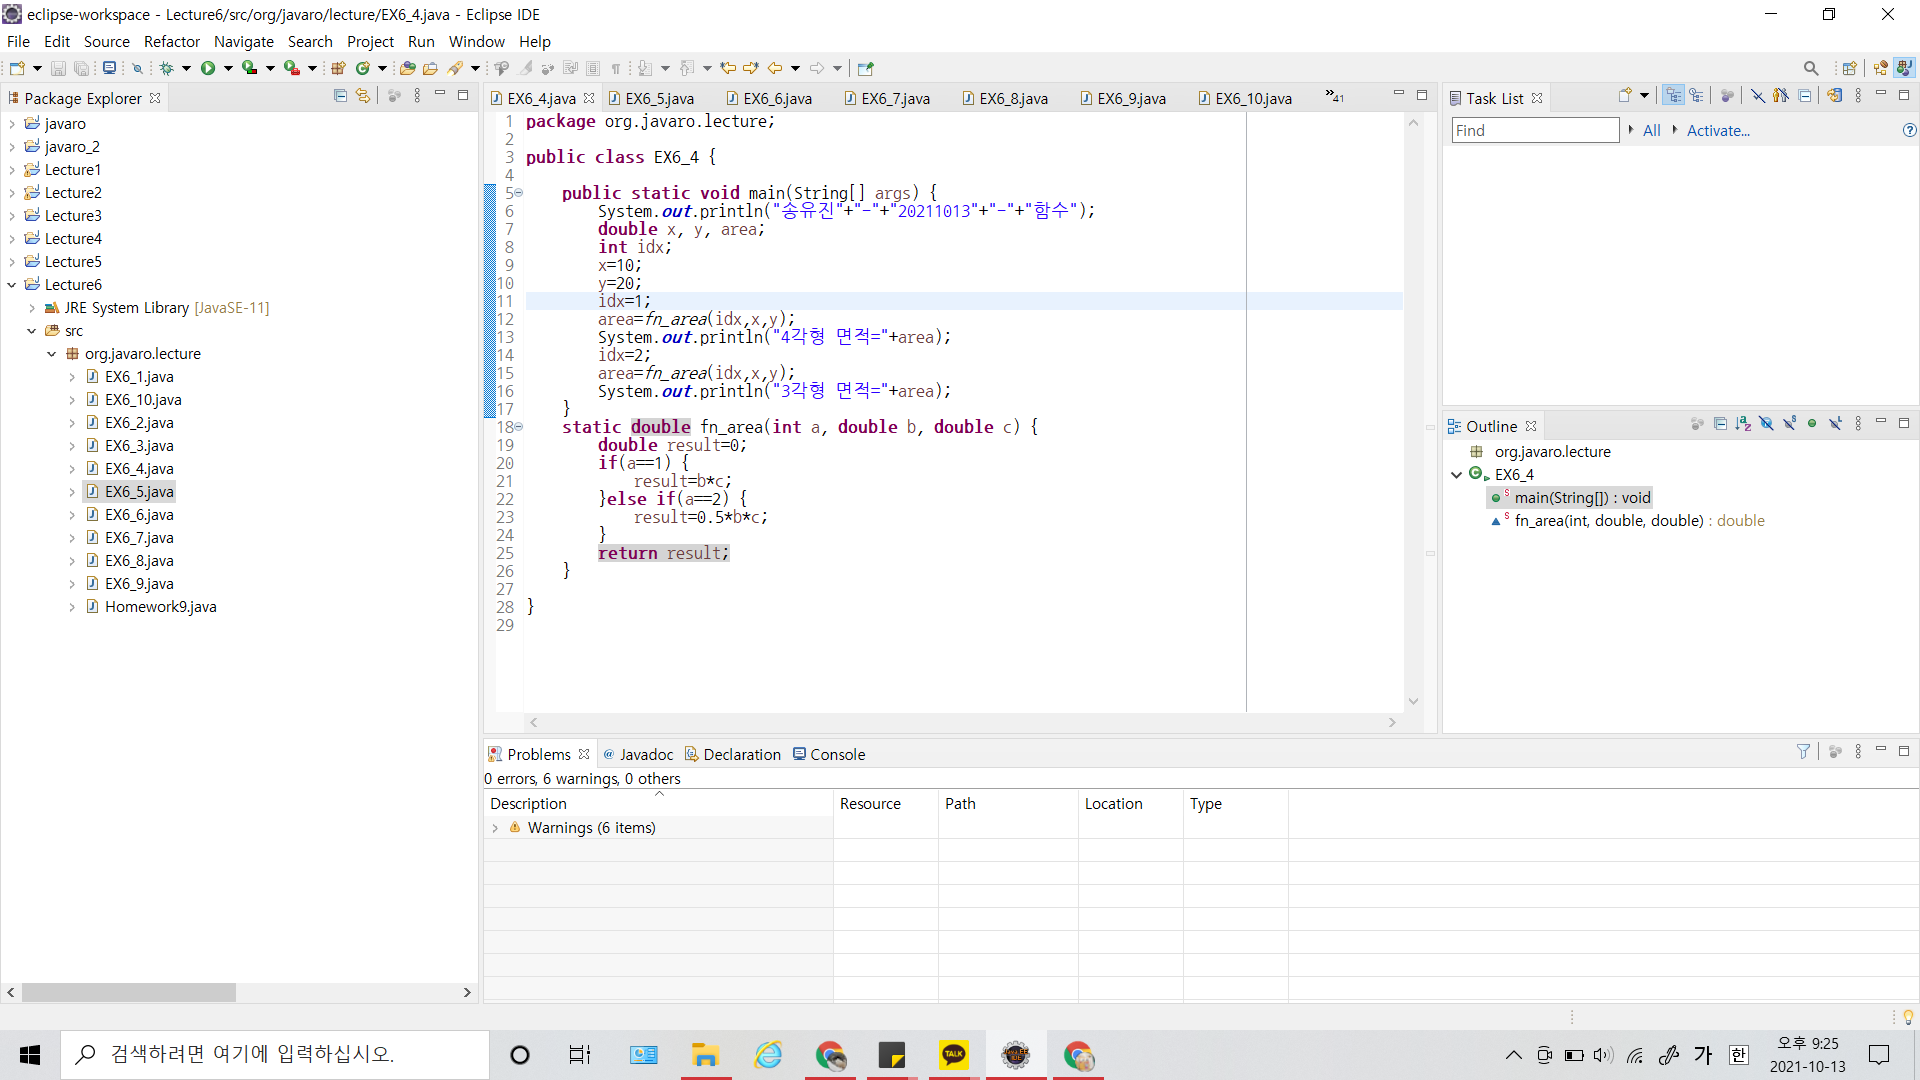 eclipse-workspace - Lecture6/src/org/javaro/lecture/EX6_4.java - Eclipse IDE
File Edit Source Refactor Navigate Search Project Run Window Help
Package Explorer
javaro
javaro_2
Lecture1
Lecture2
Lecture3
Lecture4
Lecture5
Lecture6
JRE System Library [JavaSE-11]
src
org.javaro.lecture
EX6_1.java
EX6_10.java
EX6_2.java
EX6_3.java
EX6_4.java
EX6_5.java
EX6_6.java
EX6_7.java
EX6_8.java
EX6_9.java
Homework9.java
EX6_4.java EX6_5.java EX6_6.java EX6_7.java EX6_8.java EX6_9.java EX6_10.java »41
1 package org.javaro.lecture;
2
3 public class EX6_4 {
4
5 public static void main(String[] args) {
6 System.out.println("송유진"+"-"+"20211013"+"-"+"함수");
7 double x, y, area;
8 int idx;
9 x=10;
10 y=20;
11 idx=1;
12 area=fn_area(idx,x,y);
13 System.out.println("4각형 면적="+area);
14 idx=2;
15 area=fn_area(idx,x,y);
16 System.out.println("3각형 면적="+area);
17 }
18 static double fn_area(int a, double b, double c) {
19 double result=0;
20 if(a==1) {
21 result=b*c;
22 }else if(a==2) {
23 result=0.5*b*c;
24 }
25 return result;
26 }
27
28 }
29
Task List
Find All Activate...
Outline
org.javaro.lecture
EX6_4
main(String[]) : void
fn_area(int, double, double) : double
Problems Javadoc Declaration Console
0 errors, 6 warnings, 0 others
Description Resource Path Location Type
Warnings (6 items)
검색하려면 여기에 입력하십시오.
TALK
가 한
오후 9:25
2021-10-13